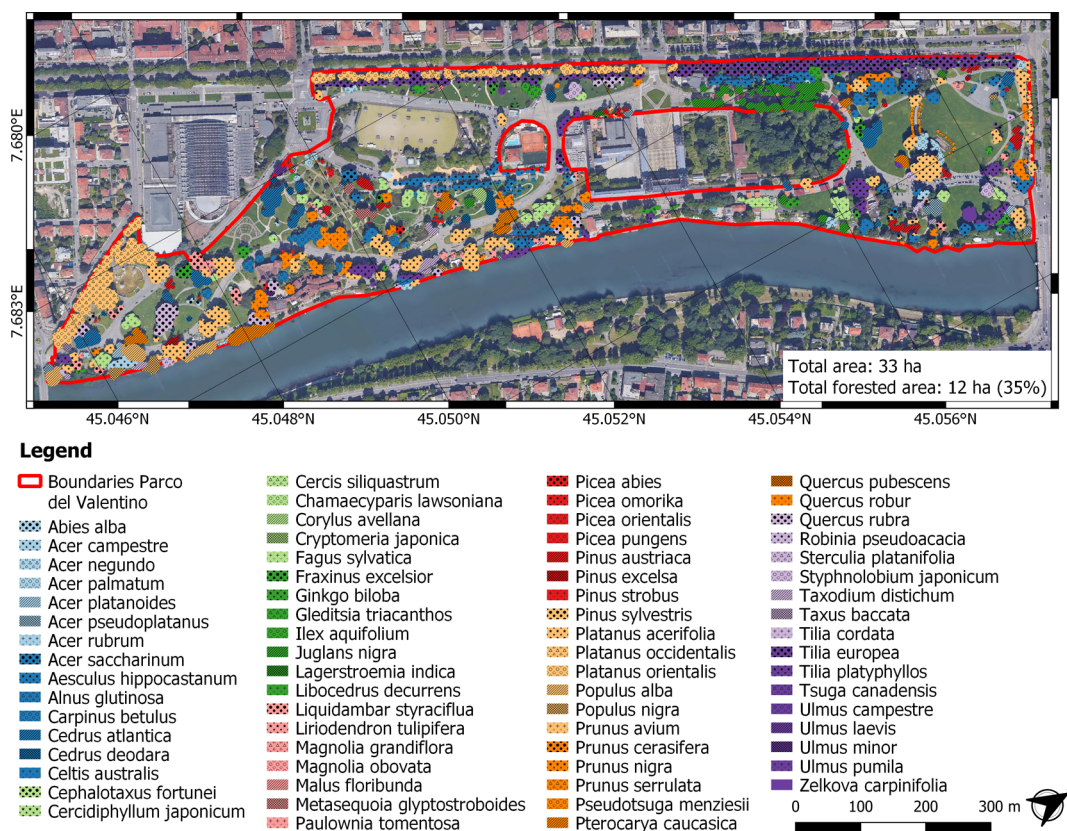 7.680°E
7.683°E
Total area: 33 ha
Total forested area: 12 ha (35%)
45.046°N
45.048°N
45.050°N
45.052°N
45.054°N
45.056°N
Legend
Boundaries Parco
del Valentino
Abies alba
Acer campestre
Acer negundo
Acer palmatum
Acer platanoides
Acer pseudoplatanus
Acer rubrum
Acer saccharinum
Aesculus hippocastanum
Alnus glutinosa
Carpinus betulus
Cedrus atlantica
Cedrus deodara
Celtis australis
Cephalotaxus fortunei
Cercidiphyllum japonicum
Cercis siliquastrum
Chamaecyparis lawsoniana
Corylus avellana
Cryptomeria japonica
Fagus sylvatica
Fraxinus excelsior
Ginkgo biloba
Gleditsia triacanthos
Ilex aquifolium
Juglans nigra
Lagerstroemia indica
Libocedrus decurrens
Liquidambar styraciflua
Liriodendron tulipifera
Magnolia grandiflora
Magnolia obovata
Malus floribunda
Metasequoia glyptostroboides
Paulownia tomentosa
Picea abies
Picea omorika
Picea orientalis
Picea pungens
Pinus austriaca
Pinus excelsa
Pinus strobus
Pinus sylvestris
Platanus acerifolia
Platanus occidentalis
Platanus orientalis
Populus alba
Populus nigra
Prunus avium
Prunus cerasifera
Prunus nigra
Prunus serrulata
Pseudotsuga menziesii
Pterocarya caucasica
Quercus pubescens
Quercus robur
Quercus rubra
Robinia pseudoacacia
Sterculia platanifolia
Styphnolobium japonicum
Taxodium distichum
Taxus baccata
Tilia cordata
Tilia europea
Tilia platyphyllos
Tsuga canadensis
Ulmus campestre
Ulmus laevis
Ulmus minor
Ulmus pumila
Zelkova carpinifolia
0 100 200 300 m